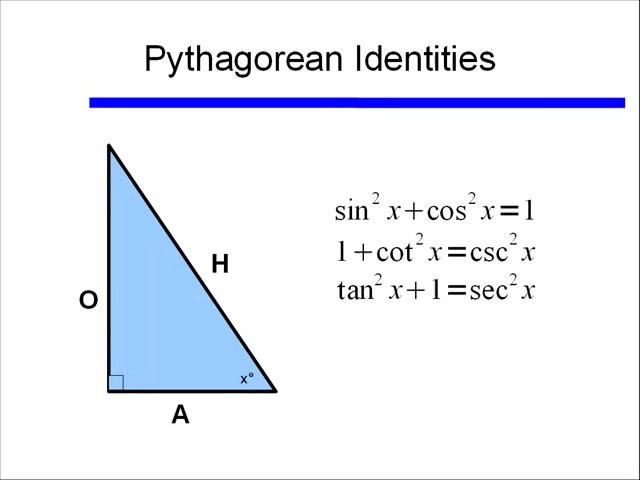 Pythagorean Identities
sin² x+cos² x=1
1+cot² x=csc² x
H
tan² x+1=sec² x
O
x°
A